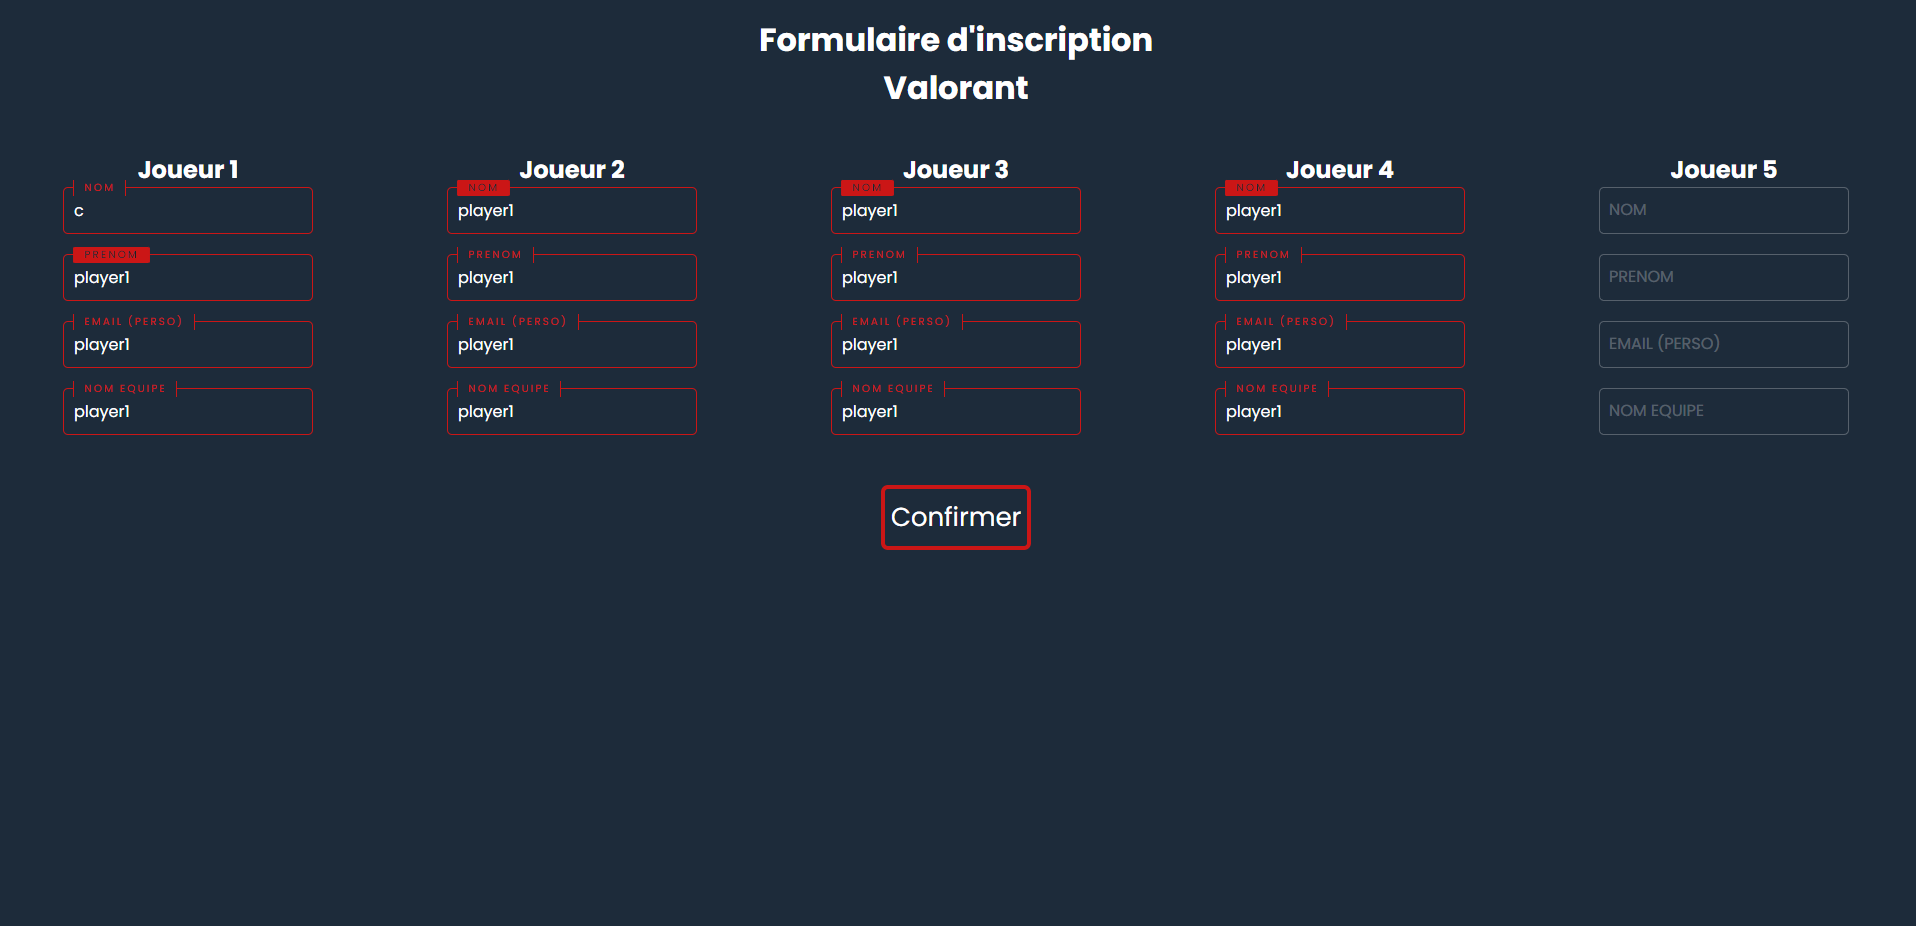 Formulaire d'inscription
Valorant
Joueur 1
NOM
c
PRENOM
player1
EMAIL (PERSO)
player1
NOM EQUIPE
player1
Joueur 2
NOM
player1
PRENOM
player1
EMAIL (PERSO)
player1
NOM EQUIPE
player1
Joueur 3
NOM
player1
PRENOM
player1
EMAIL (PERSO)
player1
NOM EQUIPE
player1
Joueur 4
NOM
player1
PRENOM
player1
EMAIL (PERSO)
player1
NOM EQUIPE
player1
Joueur 5
NOM
PRENOM
EMAIL (PERSO)
NOM EQUIPE
Confirmer